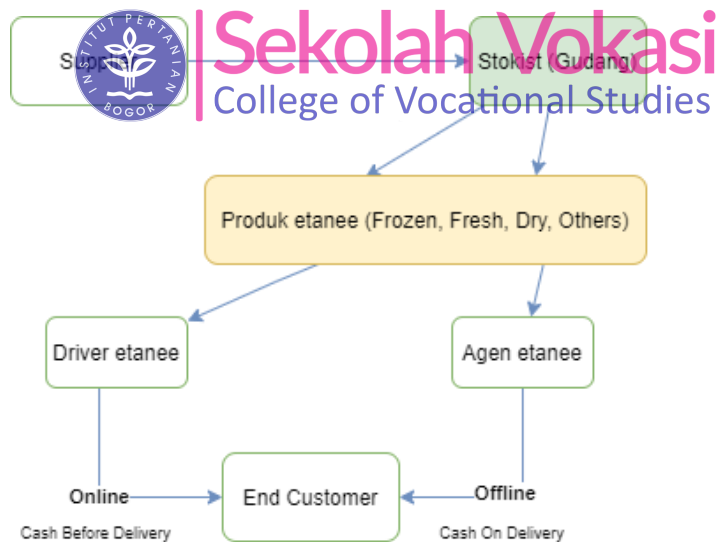 INSTITUT PERTANIAN
BOGOR
Sekolah Vokasi
College of Vocational Studies
Supplier
Stokist (Gudang)
Produk etanee (Frozen, Fresh, Dry, Others)
Driver etanee
Agen etanee
Online
End Customer
Offline
Cash Before Delivery
Cash On Delivery